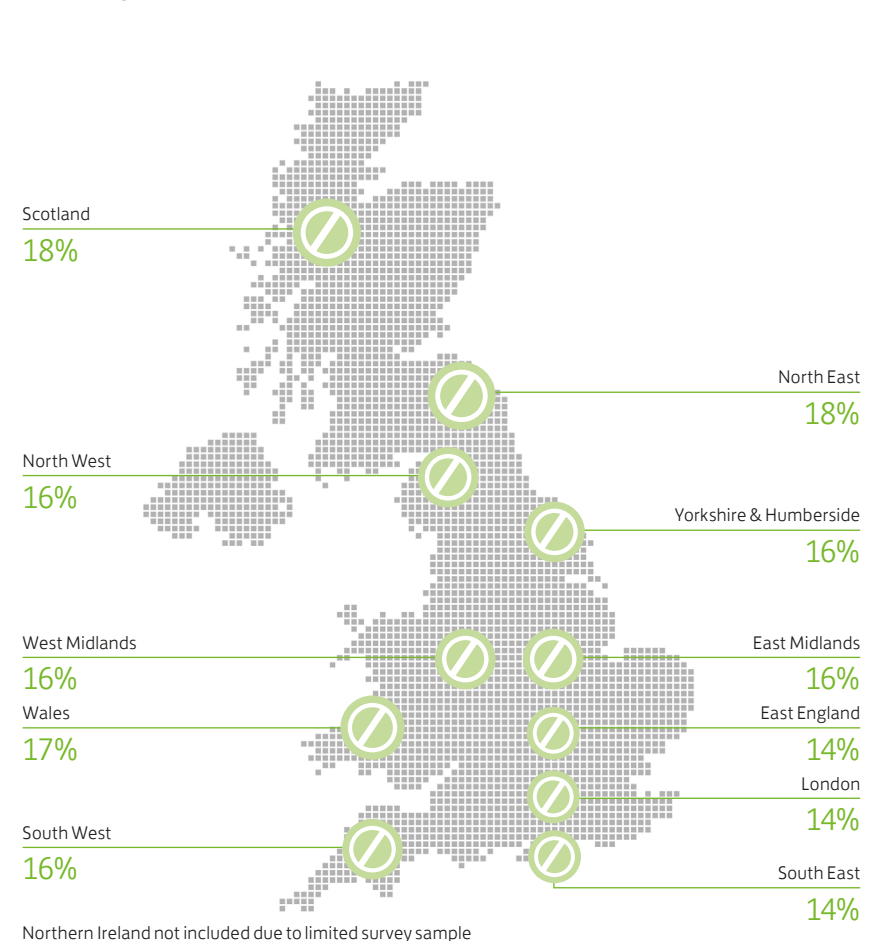 Scotland
18%
North East
18%
North West
16%
Yorkshire & Humberside
16%
West Midlands
16%
East Midlands
16%
Wales
17%
East England
14%
London
14%
South West
16%
South East
14%
Northern Ireland not included due to limited survey sample